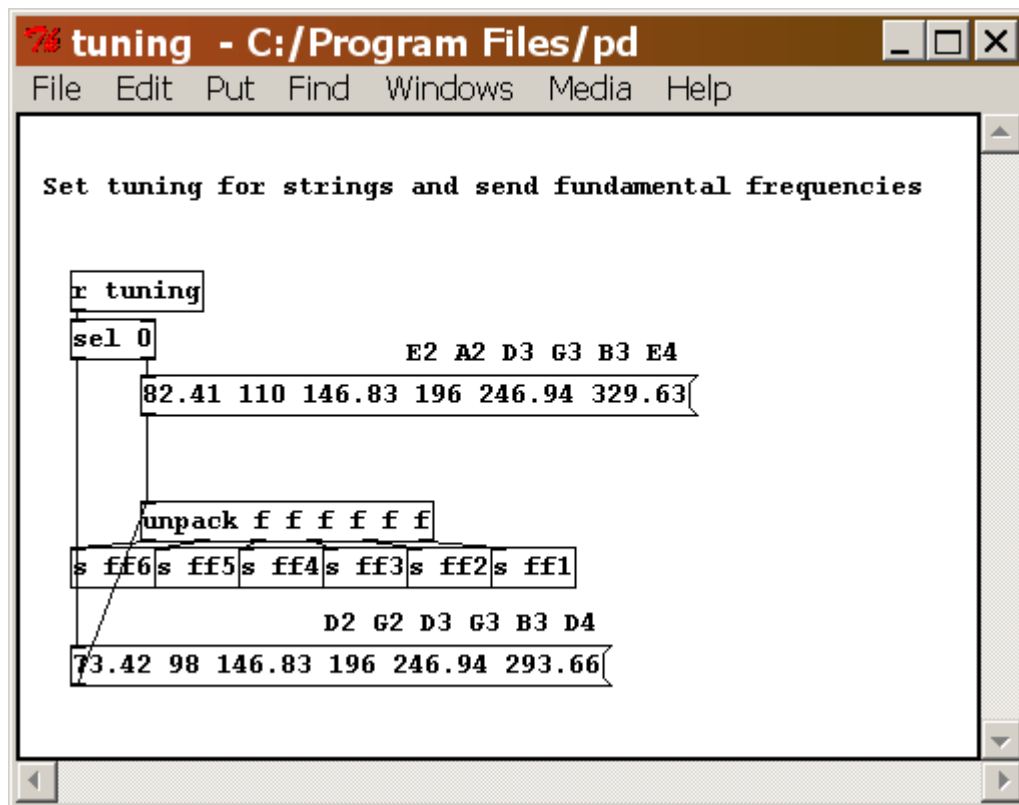 tuning - C:/Program Files/pd
File Edit Put Find Windows Media Help
Set tuning for strings and send fundamental frequencies
r tuning
sel 0
E2 A2 D3 G3 B3 E4
82.41 110 146.83 196 246.94 329.63
unpack f f f f f f
s ff6 s ff5 s ff4 s ff3 s ff2 s ff1
D2 G2 D3 G3 B3 D4
73.42 98 146.83 196 246.94 293.66